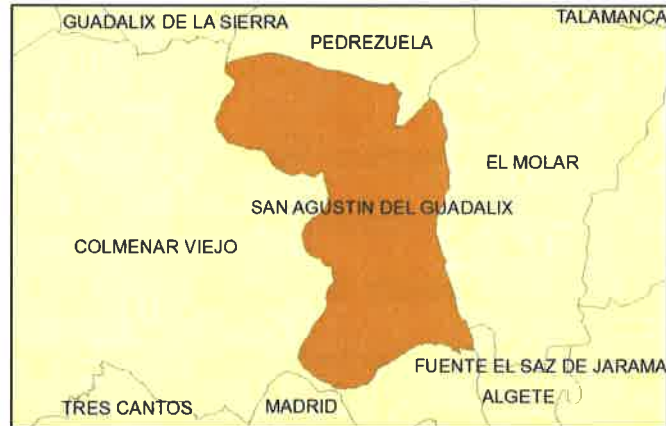 GUADALIX DE LA SIERRA
TALAMANCA
PEDREZUELA
EL MOLAR
SAN AGUSTIN DEL GUADALIX
COLMENAR VIEJO
FUENTE EL SAZ DE JARAMA
ALGETE
TRES CANTOS
MADRID